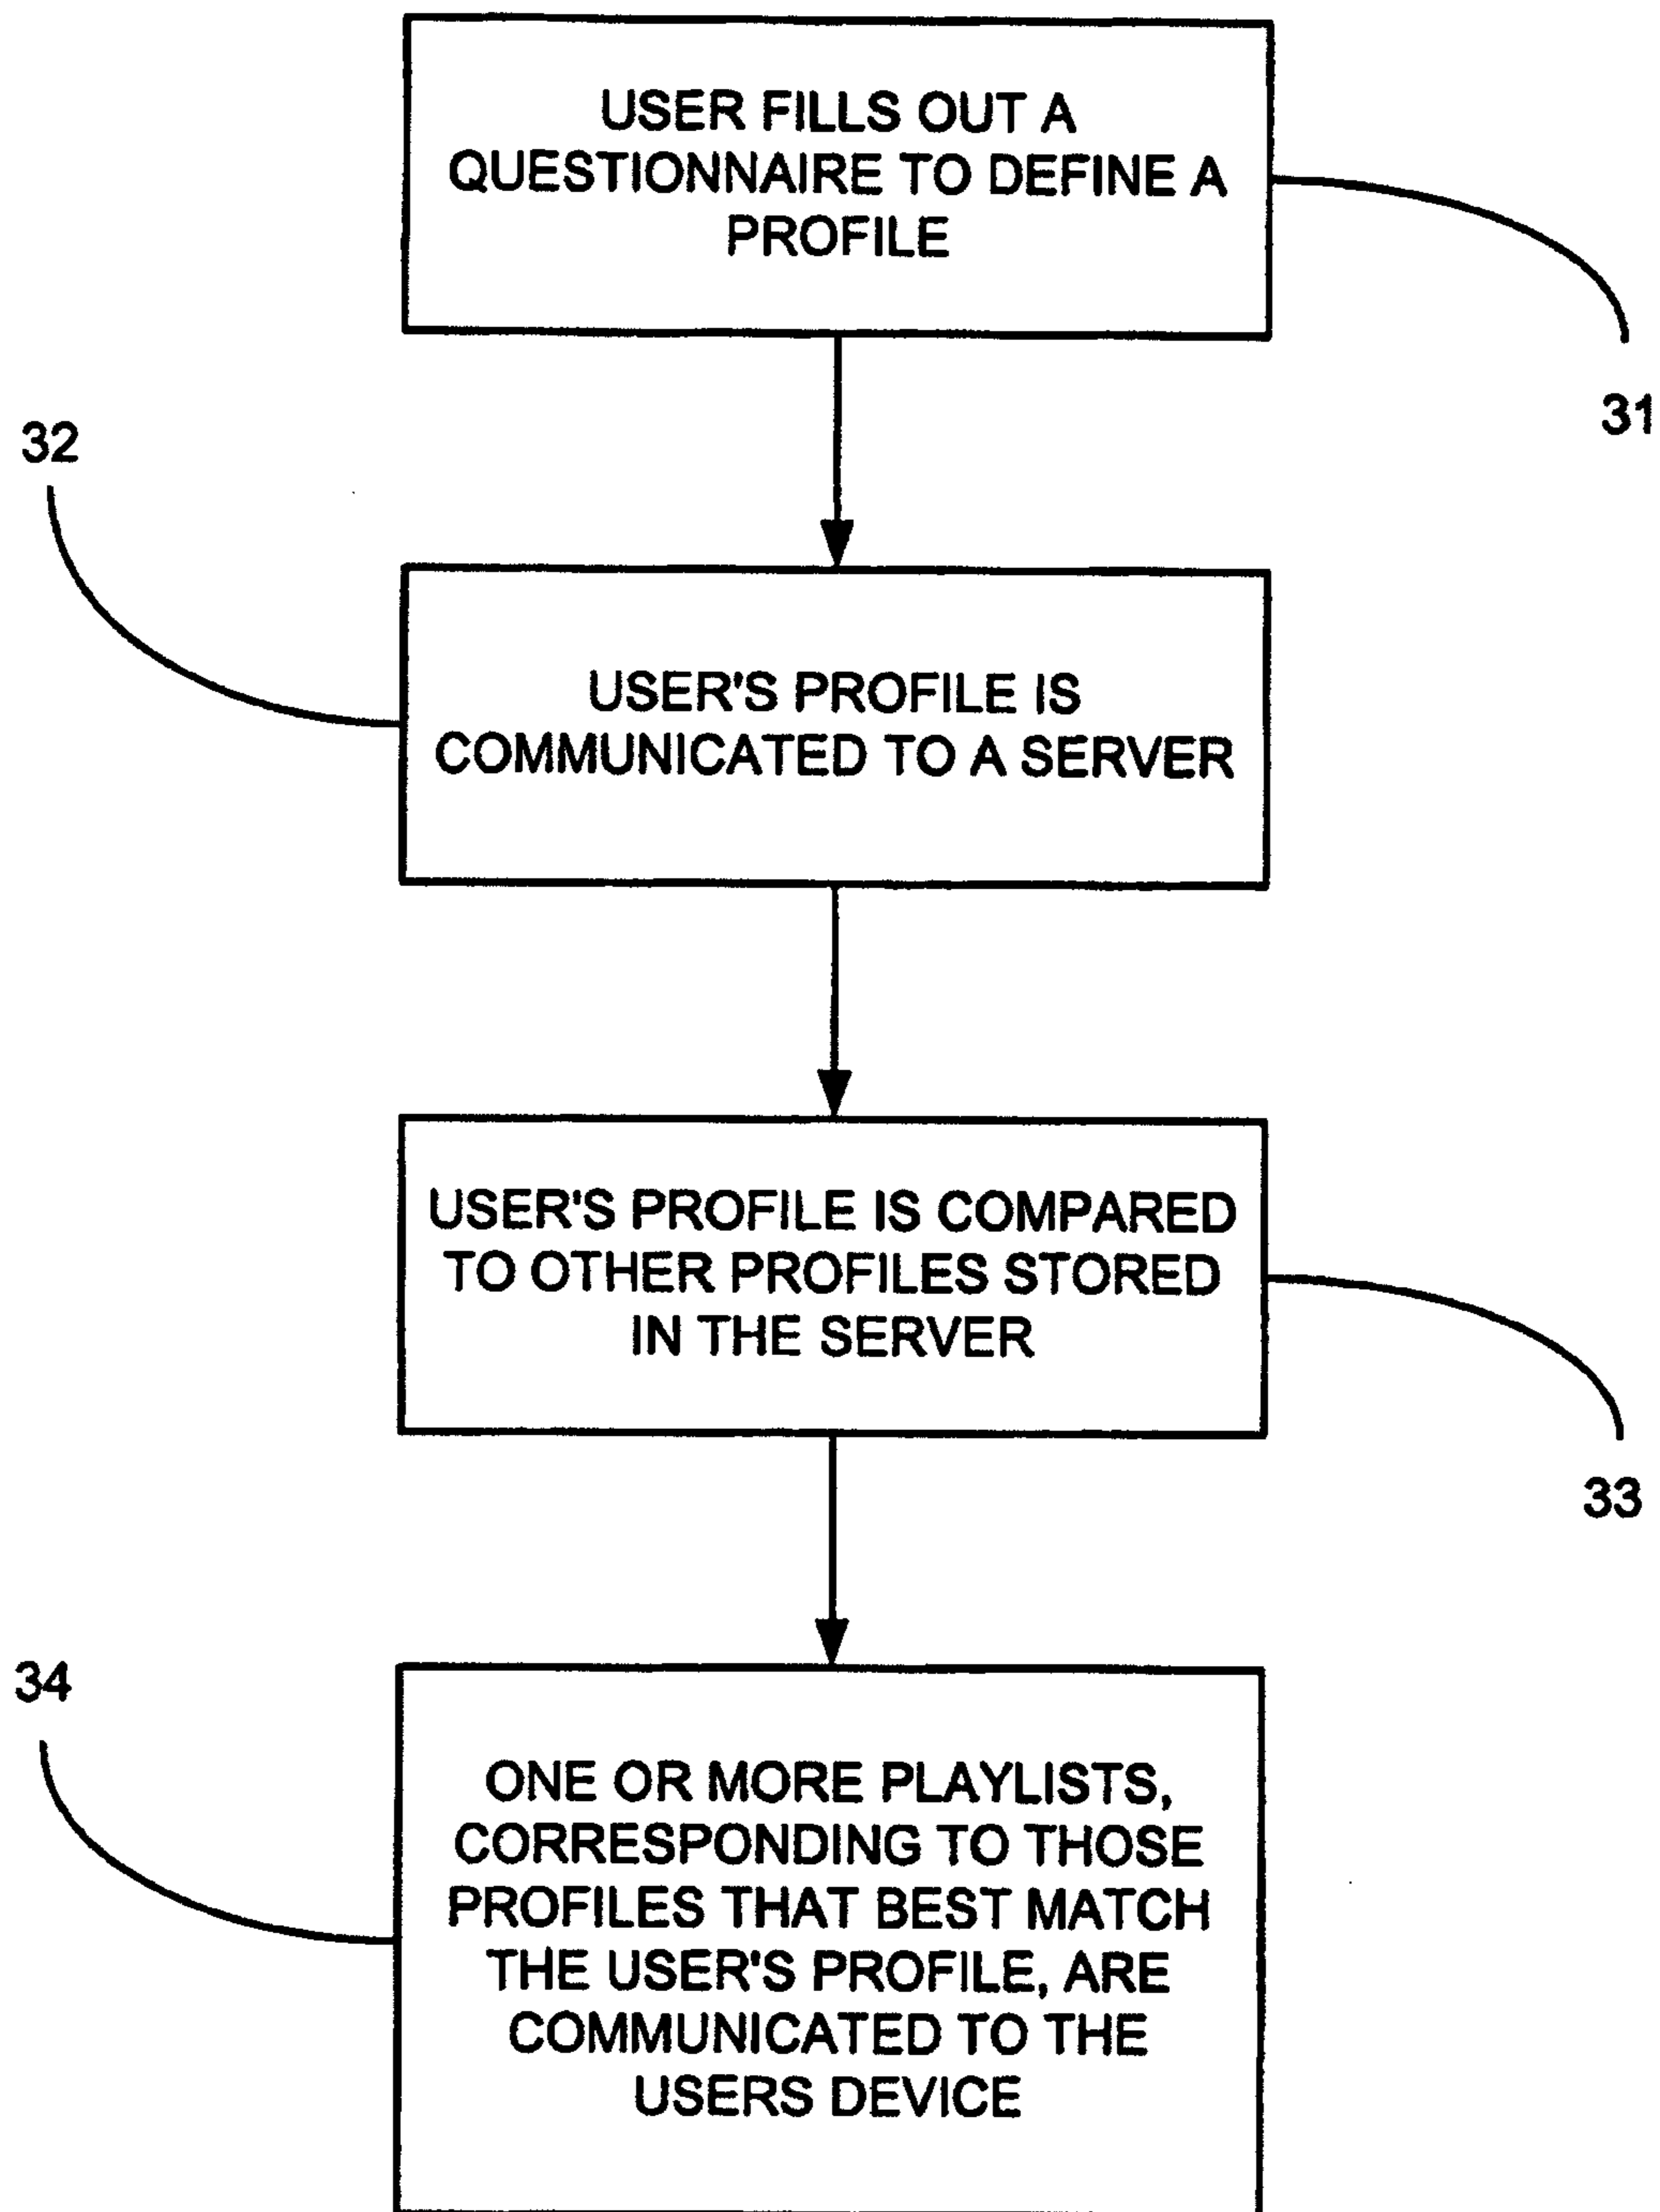 USER FILLS OUT A
QUESTIONNAIRE TO DEFINE A
PROFILE
31
32
USER'S PROFILE IS
COMMUNICATED TO A SERVER
USER'S PROFILE IS COMPARED
TO OTHER PROFILES STORED
IN THE SERVER
33
34
ONE OR MORE PLAYLISTS,
CORRESPONDING TO THOSE
PROFILES THAT BEST MATCH
THE USER'S PROFILE, ARE
COMMUNICATED TO THE
USERS DEVICE